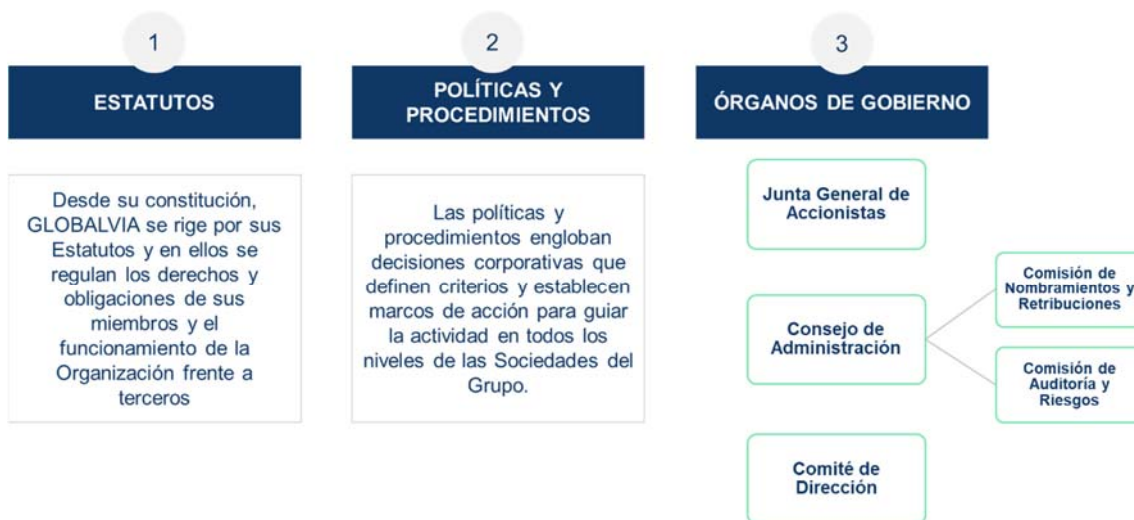 1
ESTATUTOS
Desde su constitución,
GLOBALVIA se rige por sus
Estatutos y en ellos se
regulan los derechos y
obligaciones de sus
miembros y el
funcionamiento de la
Organización frente a
terceros
2
POLÍTICAS Y
PROCEDIMIENTOS
Las políticas y
procedimientos engloban
decisiones corporativas que
definen criterios y establecen
marcos de acción para guiar
la actividad en todos los
niveles de las Sociedades del
Grupo.
3
ÓRGANOS DE GOBIERNO
Junta General de
Accionistas
Consejo de
Administración
Comisión de
Nombramientos y
Retribuciones
Comisión de
Auditoría y
Riesgos
Comité de
Dirección